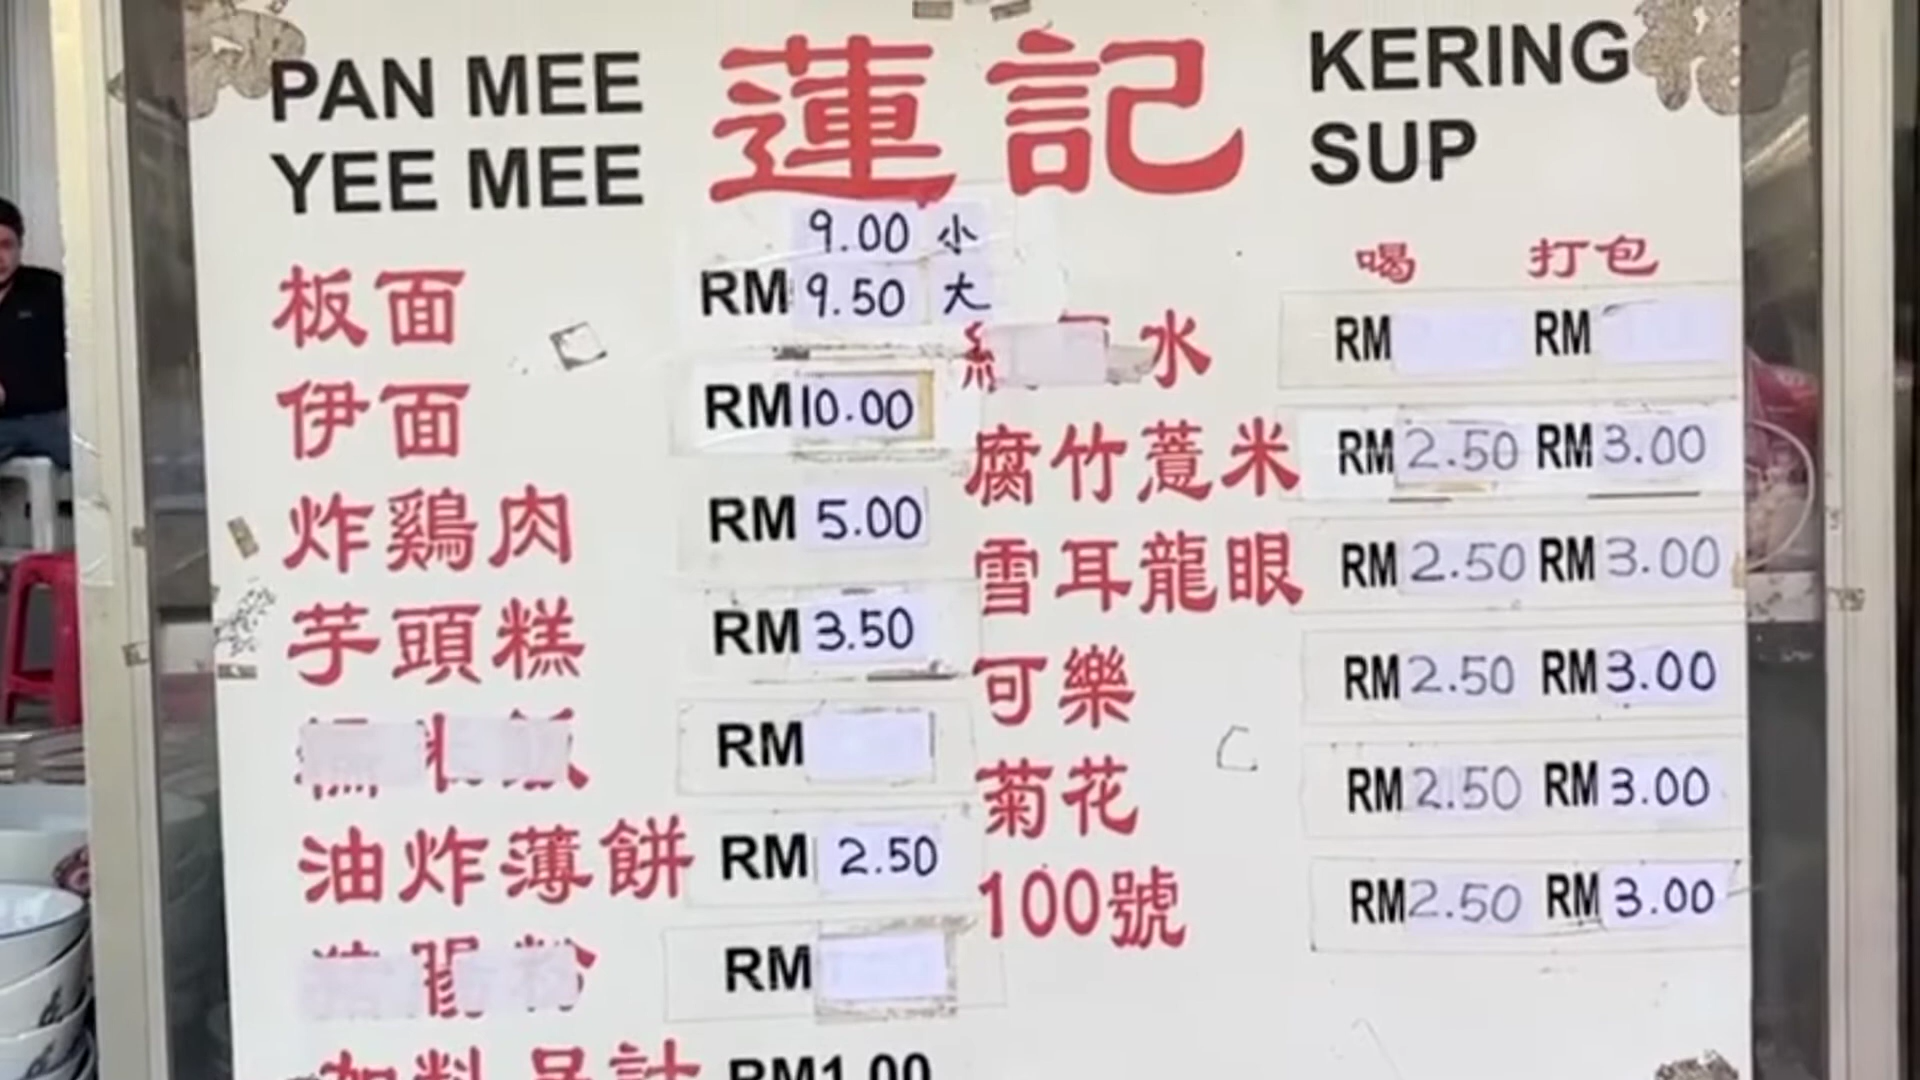 PAN MEE
YEE MEE
蓮記
KERING
SUP
9.00 小
板面 RM 9.50 大
伊面 RM 10.00
炸鷄肉 RM 5.00
芋頭糕 RM 3.50
RM
油炸薄餅 RM 2.50
RM
加料另計 RM1.00
喝 打包
水 RM RM
腐竹薏米 RM 2.50 RM 3.00
雪耳龍眼 RM 2.50 RM 3.00
可樂 RM 2.50 RM 3.00
菊花 RM 2.50 RM 3.00
100號 RM 2.50 RM 3.00